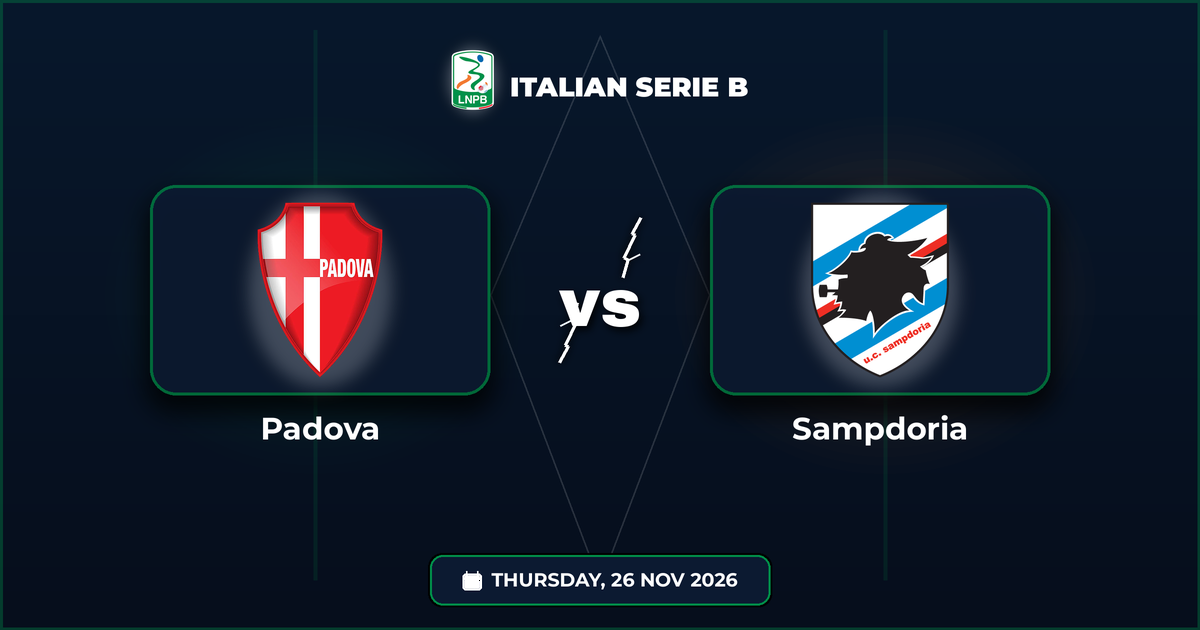 LNPB
ITALIAN SERIE B
PADOVA
VS
u.c. sampdoria
Padova
Sampdoria
THURSDAY, 26 NOV 2026